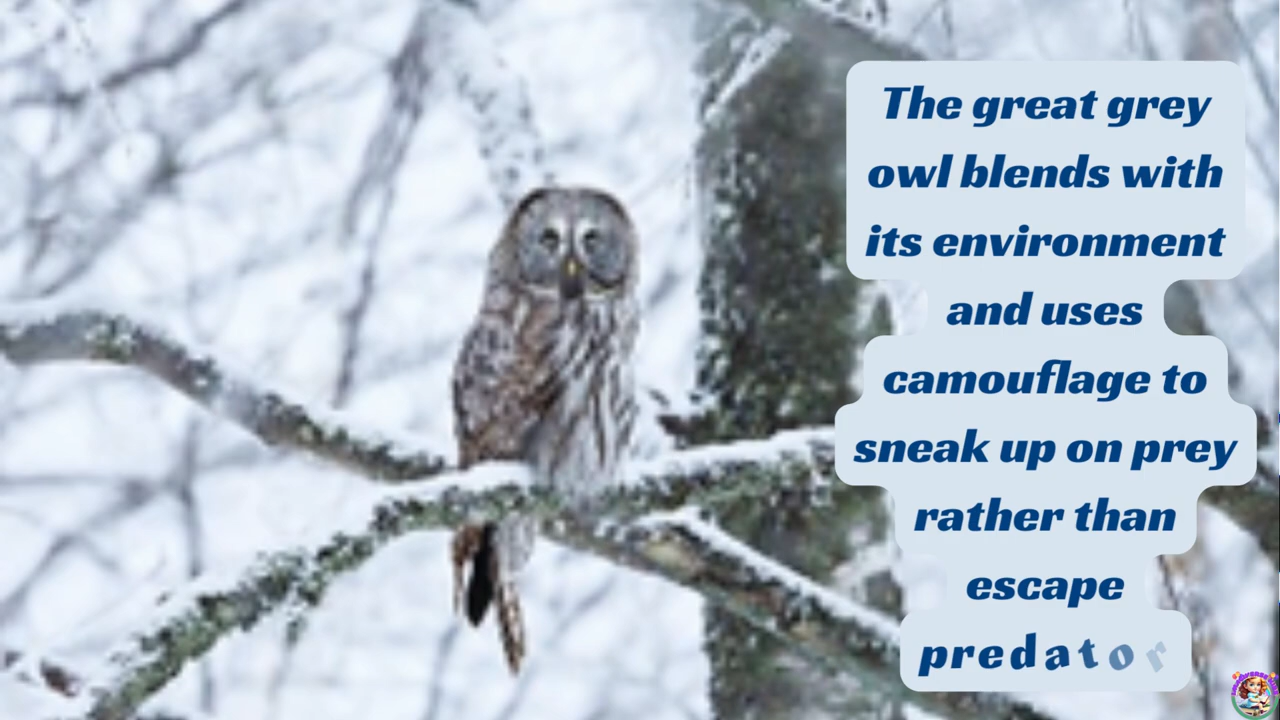 The great grey
owl blends with
its environment
and uses
camouflage to
sneak up on prey
rather than
escape
predator